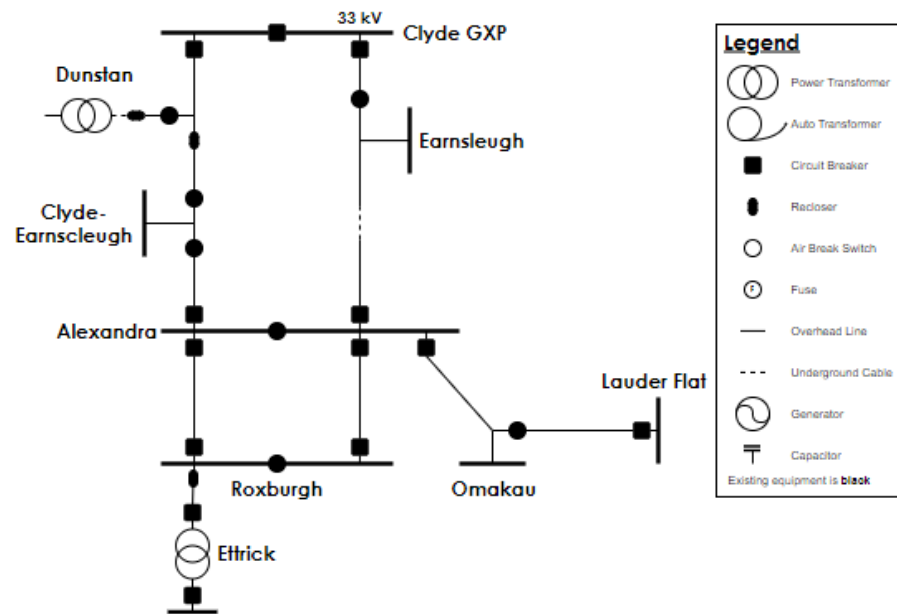 33 kV
Clyde GXP
Dunstan
Earnsleugh
Clyde-
Earnscleugh
Alexandra
Lauder Flat
Roxburgh
Omakau
Ettrick
Legend
Power Transformer
Auto Transformer
Circuit Breaker
Recloser
Air Break Switch
F
Fuse
Overhead Line
Underground Cable
Generator
Capacitor
Existing equipment is black